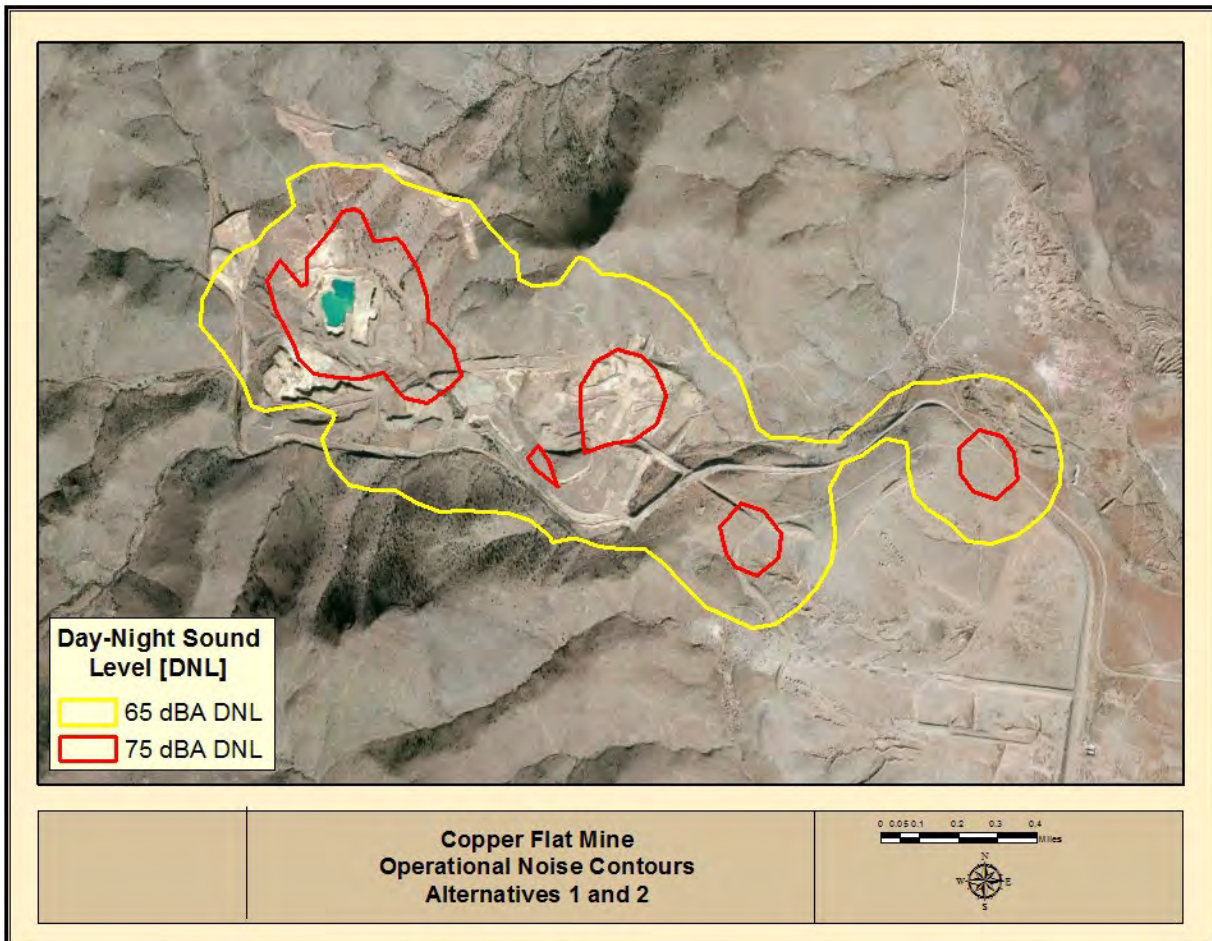 Day-Night Sound
Level [DNL]
65 dBA DNL
75 dBA DNL
Copper Flat Mine
Operational Noise Contours
Alternatives 1 and 2
0 0.05 0.1 0.2 0.3 0.4
Miles
N
W E
S